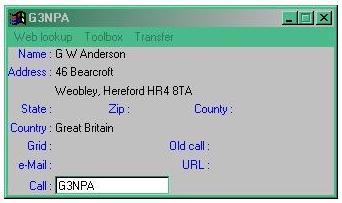 G3NPA
Web lookup Toolbox Transfer
Name : G W Anderson
Address : 46 Bearcroft
Weobley, Hereford HR4 8TA
State : Zip : County :
Country : Great Britain
Grid : Old call :
e-Mail : URL :
Call : G3NPA